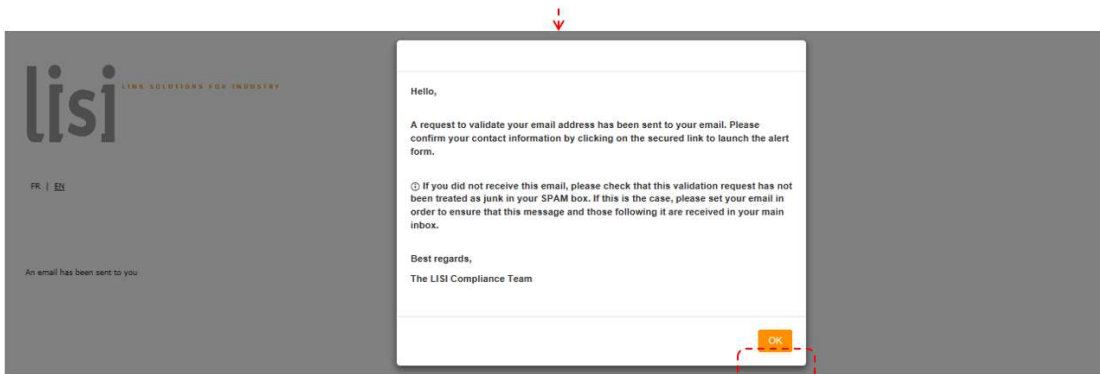 lisi
LINK SOLUTIONS FOR INDUSTRY
FR | EN
An email has been sent to you
Hello,
A request to validate your email address has been sent to your email. Please
confirm your contact information by clicking on the secured link to launch the alert
form.
ⓘ If you did not receive this email, please check that this validation request has not
been treated as junk in your SPAM box. If this is the case, please set your email in
order to ensure that this message and those following it are received in your main
inbox.
Best regards,
The LISI Compliance Team
OK